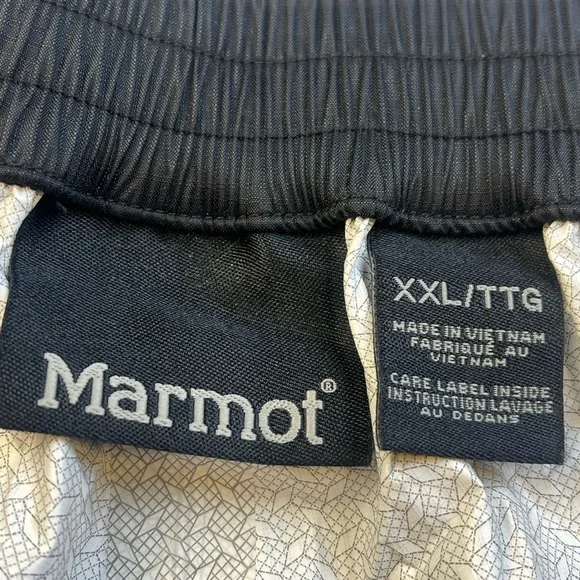 Marmot®
XXL/TTG
MADE IN VIETNAM
FABRIQUÉ AU
VIETNAM
CARE LABEL INSIDE
INSTRUCTION LAVAGE
AU DEDANS